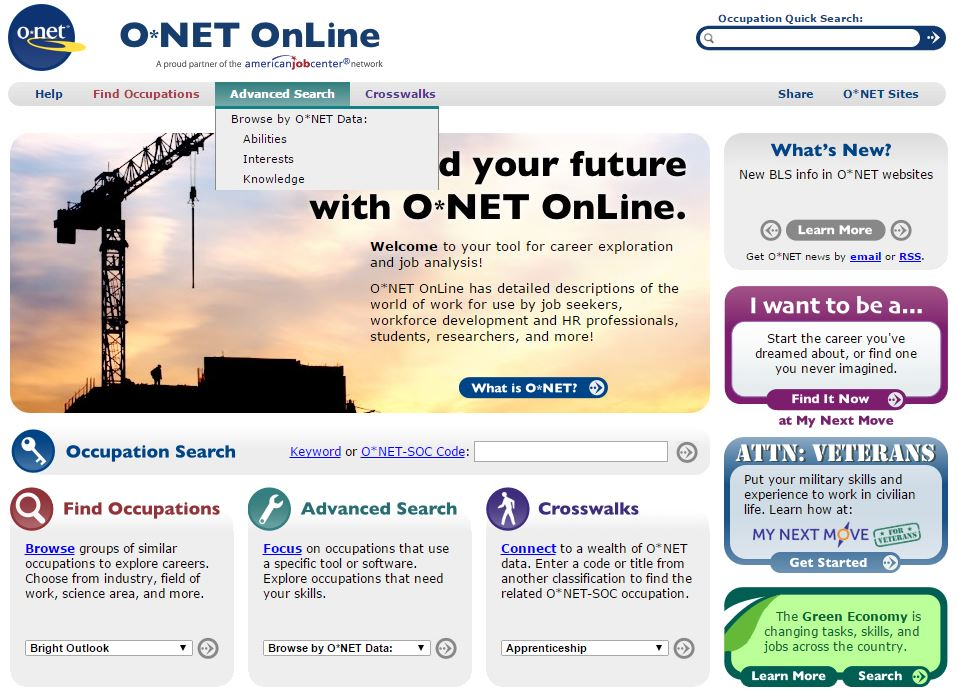 o·net
O*NET OnLine
A proud partner of the americanjobcenter® network
Occupation Quick Search:
Help
Find Occupations
Advanced Search
Crosswalks
Share
O*NET Sites
Browse by O*NET Data:
Abilities
Interests
Knowledge
d your future
with O*NET OnLine.
Welcome to your tool for career exploration
and job analysis!
O*NET OnLine has detailed descriptions of the
world of work for use by job seekers,
workforce development and HR professionals,
students, researchers, and more!
What is O*NET?
What's New?
New BLS info in O*NET websites
Learn More
Get O*NET news by email or RSS.
I want to be a...
Start the career you've
dreamed about, or find one
you never imagined.
Find It Now
at My Next Move
Occupation Search
Keyword or O*NET-SOC Code:
ATTN: VETERANS
Put your military skills and
experience to work in civilian
life. Learn how at:
MY NEXT MOVE
FOR
VETERANS
Get Started
Find Occupations
Browse groups of similar
occupations to explore careers.
Choose from industry, field of
work, science area, and more.
Bright Outlook
Advanced Search
Focus on occupations that use
a specific tool or software.
Explore occupations that need
your skills.
Browse by O*NET Data:
Crosswalks
Connect to a wealth of O*NET
data. Enter a code or title from
another classification to find the
related O*NET-SOC occupation.
Apprenticeship
The Green Economy is
changing tasks, skills, and
jobs across the country.
Learn More
Search